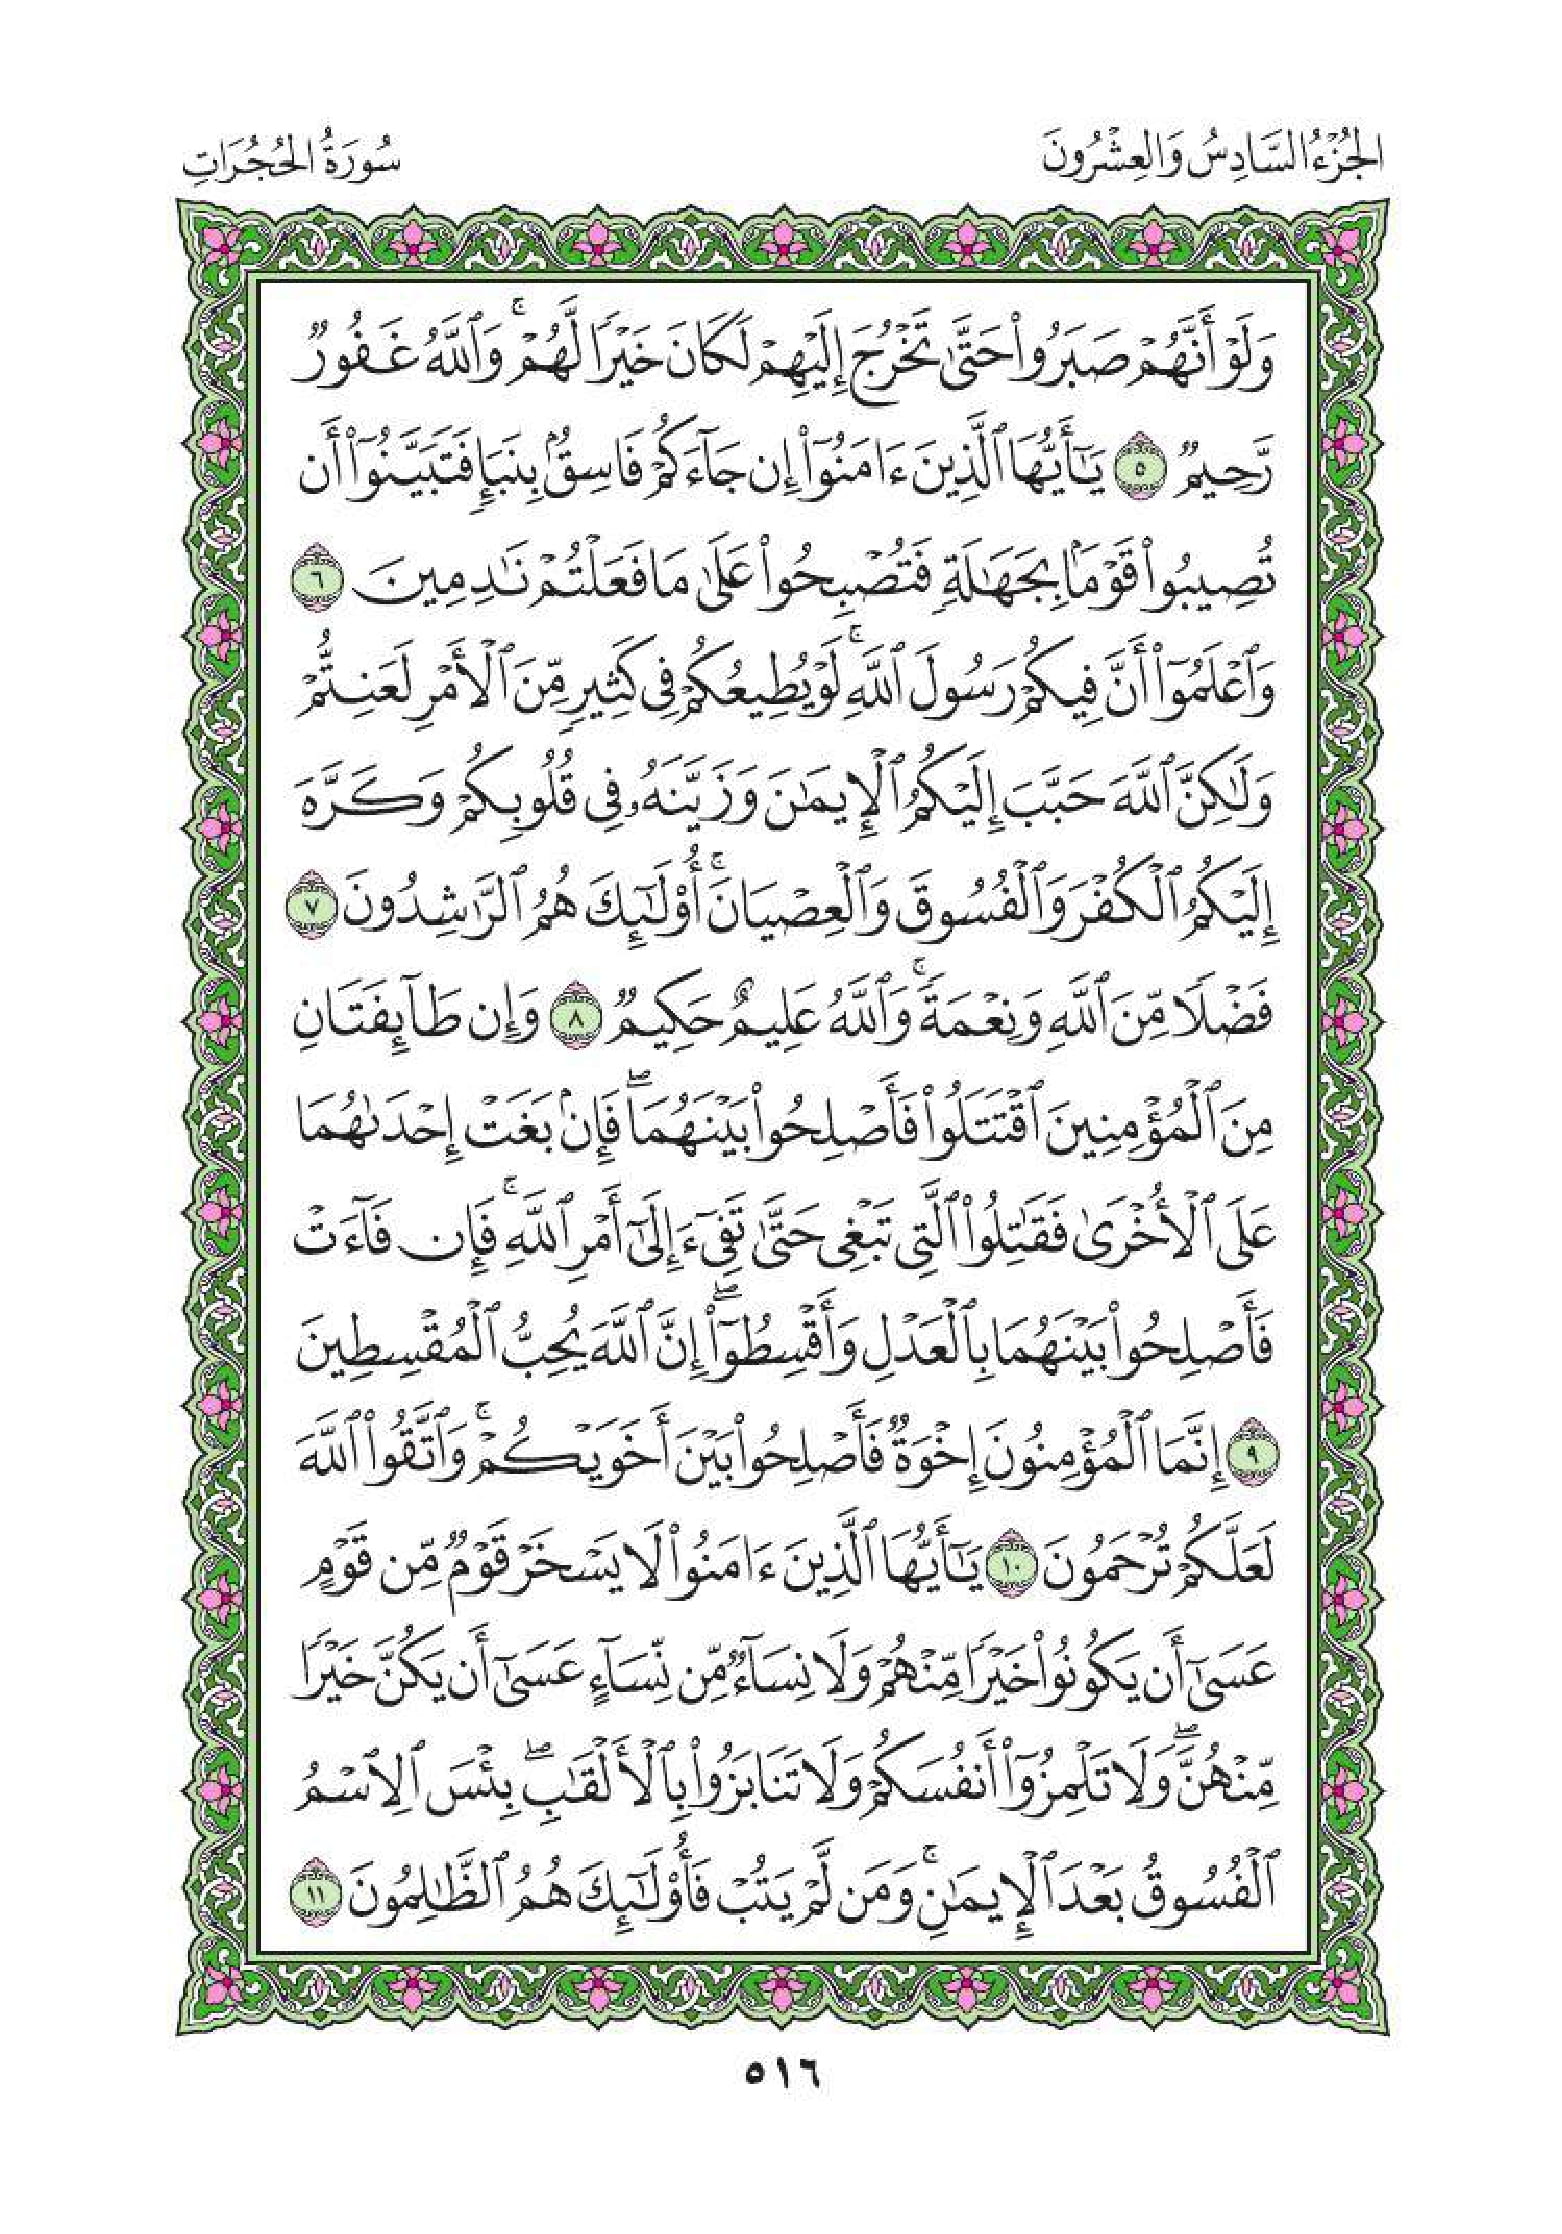 الجُزْءُ السَّادِسُ وَالعِشْرُونَ
سُورَةُ الحُجُرَاتِ
وَلَوْ أَنَّهُمْ صَبَرُوا۟ حَتَّىٰ تَخْرُجَ إِلَيْهِمْ لَكَانَ خَيْرًا لَّهُمْ ۚ وَٱللَّهُ غَفُورٌ
رَّحِيمٌ ٥ يَـٰٓأَيُّهَا ٱلَّذِينَ ءَامَنُوٓا۟ إِن جَآءَكُمْ فَاسِقٌۢ بِنَبَإٍ فَتَبَيَّنُوٓا۟ أَن
تُصِيبُوا۟ قَوْمًۢا بِجَهَـٰلَةٍ فَتُصْبِحُوا۟ عَلَىٰ مَا فَعَلْتُمْ نَـٰدِمِينَ ٦
وَٱعْلَمُوٓا۟ أَنَّ فِيكُمْ رَسُولَ ٱللَّهِ ۚ لَوْ يُطِيعُكُمْ فِى كَثِيرٍ مِّنَ ٱلْأَمْرِ لَعَنِتُّمْ
وَلَـٰكِنَّ ٱللَّهَ حَبَّبَ إِلَيْكُمُ ٱلْإِيمَـٰنَ وَزَيَّنَهُۥ فِى قُلُوبِكُمْ وَكَرَّهَ
إِلَيْكُمُ ٱلْكُفْرَ وَٱلْفُسُوقَ وَٱلْعِصْيَانَ ۚ أُو۟لَـٰٓئِكَ هُمُ ٱلرَّٰشِدُونَ ٧
فَضْلًا مِّنَ ٱللَّهِ وَنِعْمَةً ۚ وَٱللَّهُ عَلِيمٌ حَكِيمٌ ٨ وَإِن طَآئِفَتَانِ
مِنَ ٱلْمُؤْمِنِينَ ٱقْتَتَلُوا۟ فَأَصْلِحُوا۟ بَيْنَهُمَا ۖ فَإِنۢ بَغَتْ إِحْدَىٰهُمَا
عَلَى ٱلْأُخْرَىٰ فَقَـٰتِلُوا۟ ٱلَّتِى تَبْغِى حَتَّىٰ تَفِىٓءَ إِلَىٰٓ أَمْرِ ٱللَّهِ ۚ فَإِن فَآءَتْ
فَأَصْلِحُوا۟ بَيْنَهُمَا بِٱلْعَدْلِ وَأَقْسِطُوٓا۟ ۖ إِنَّ ٱللَّهَ يُحِبُّ ٱلْمُقْسِطِينَ
٩ إِنَّمَا ٱلْمُؤْمِنُونَ إِخْوَةٌ فَأَصْلِحُوا۟ بَيْنَ أَخَوَيْكُمْ ۚ وَٱتَّقُوا۟ ٱللَّهَ
لَعَلَّكُمْ تُرْحَمُونَ ١٠ يَـٰٓأَيُّهَا ٱلَّذِينَ ءَامَنُوا۟ لَا يَسْخَرْ قَوْمٌ مِّن قَوْمٍ
عَسَىٰٓ أَن يَكُونُوا۟ خَيْرًا مِّنْهُمْ وَلَا نِسَآءٌ مِّن نِّسَآءٍ عَسَىٰٓ أَن يَكُنَّ خَيْرًا
مِّنْهُنَّ ۖ وَلَا تَلْمِزُوٓا۟ أَنفُسَكُمْ وَلَا تَنَابَزُوا۟ بِٱلْأَلْقَـٰبِ ۖ بِئْسَ ٱلِٱسْمُ
ٱلْفُسُوقُ بَعْدَ ٱلْإِيمَـٰنِ ۚ وَمَن لَّمْ يَتُبْ فَأُو۟لَـٰٓئِكَ هُمُ ٱلظَّـٰلِمُونَ ١١
٥١٦